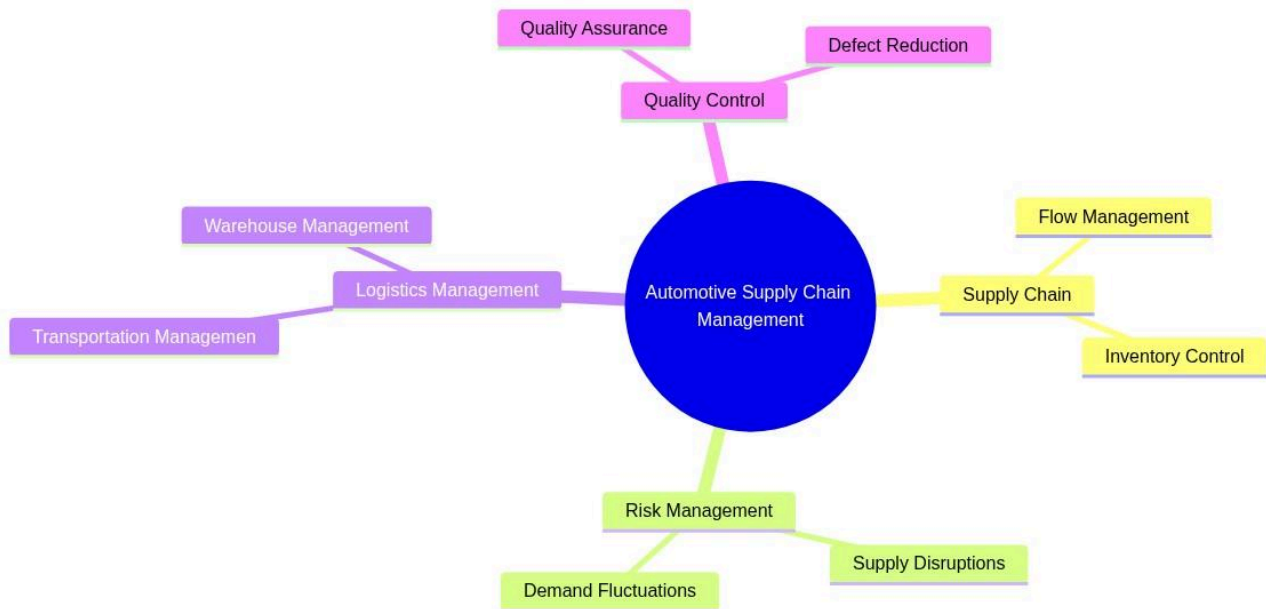 Quality Assurance
Defect Reduction
Quality Control
Warehouse Management
Flow Management
Logistics Management
Automotive Supply Chain
Management
Supply Chain
Transportation Managemen
Inventory Control
Risk Management
Supply Disruptions
Demand Fluctuations